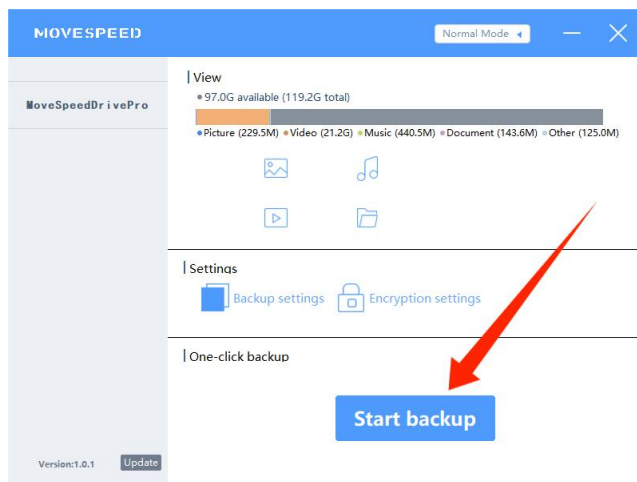 MOVESPEED
Normal Mode
View
97.0G available (119.2G total)
MoveSpeedDrivePro
Picture (229.5M) Video (21.2G) Music (440.5M) Document (143.6M) Other (125.0M)
Settings
Backup settings Encryption settings
One-click backup
Start backup
Version:1.0.1 Update